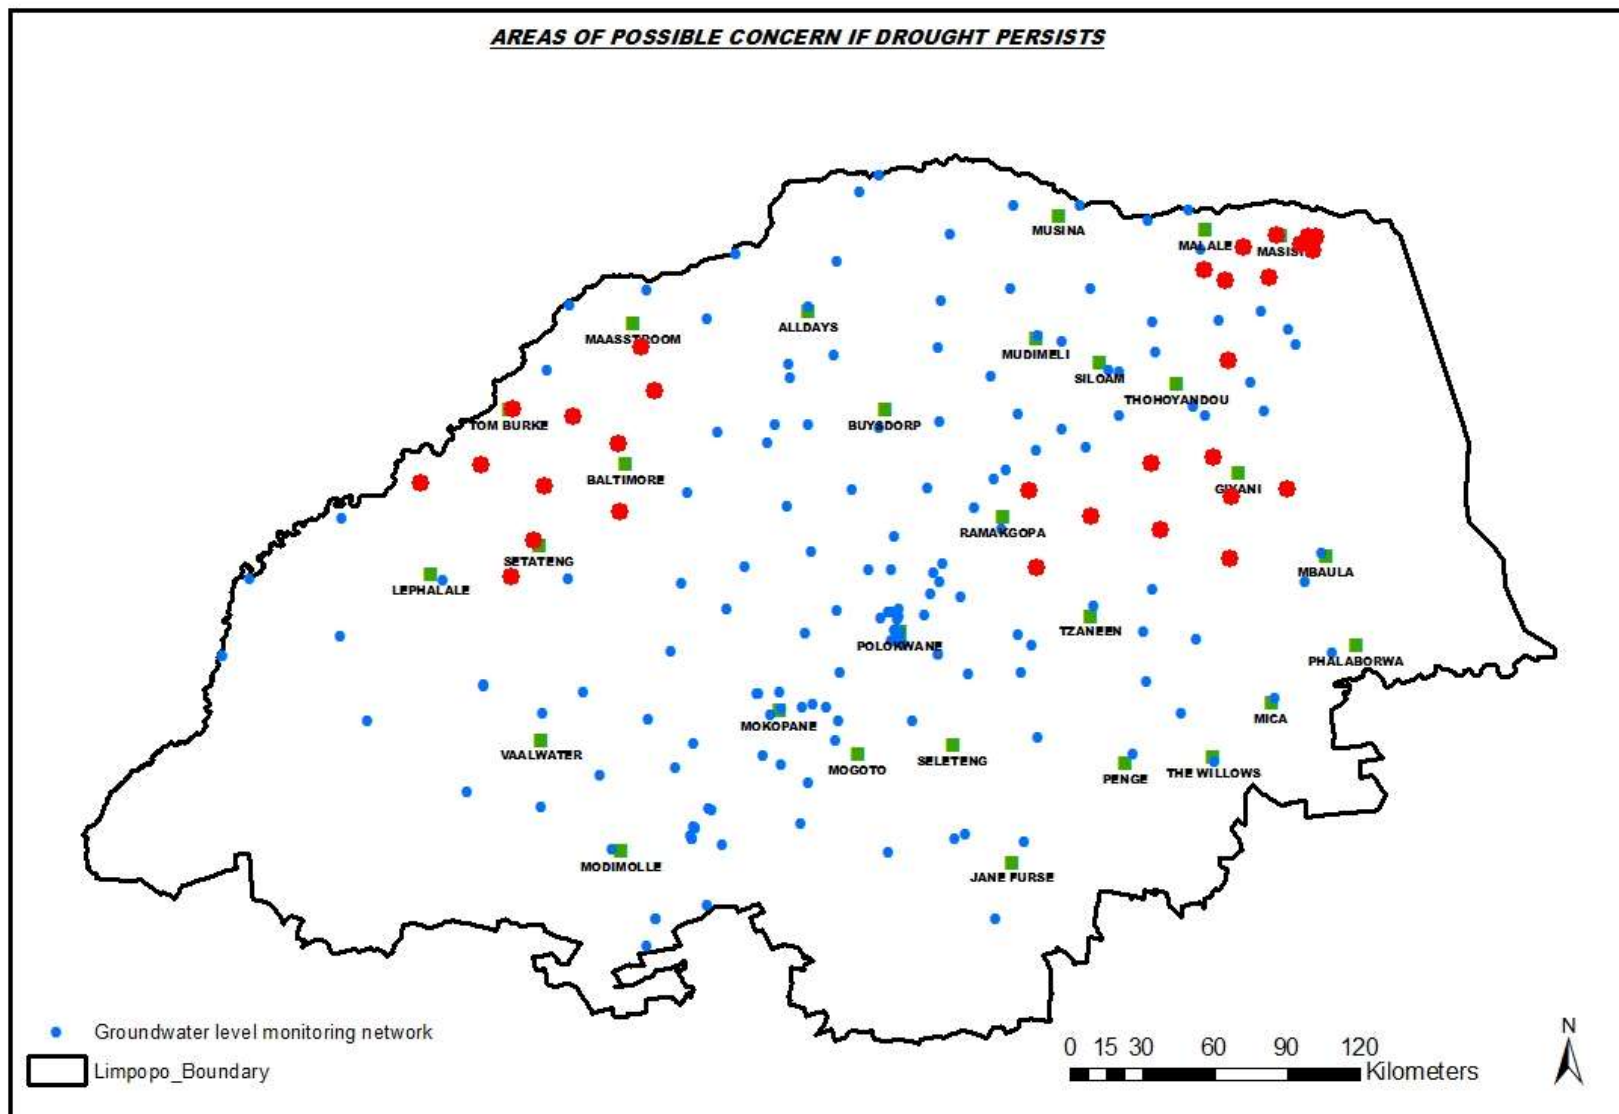 AREAS OF POSSIBLE CONCERN IF DROUGHT PERSISTS
MUSINA
MALALE
MASISI
ALLDAYS
MAASSTROOM
MUDIMELI
SILOAM
THOHOYANDOU
TOM BURKE
BUYSDORP
BALTIMORE
GIYANI
RAMAKGOPA
SETATENG
LEPHALALE
MBAULA
TZANEEN
POLOKWANE
PHALABORWA
MOKOPANE
MICA
VAALWATER
MOGOTO
SELETENG
PENGE
THE WILLOWS
MODIMOLLE
JANE FURSE
Groundwater level monitoring network
Limpopo_Boundary
0 15 30 60 90 120
Kilometers
N